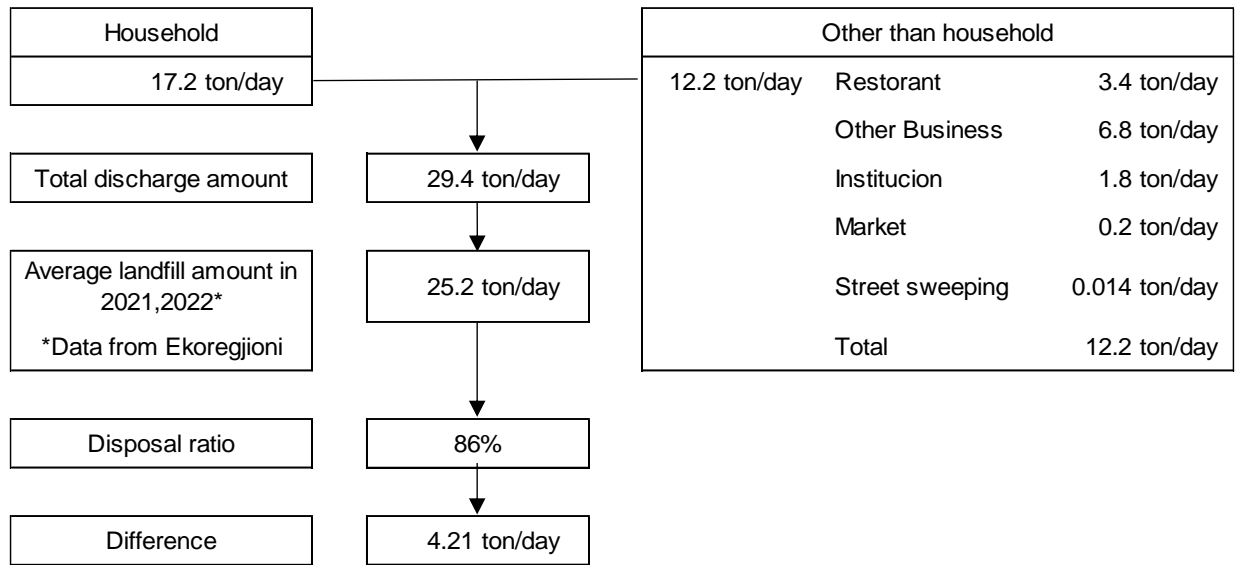 Household
17.2 ton/day
Other than household
12.2 ton/day Restorant 3.4 ton/day
Other Business 6.8 ton/day
Institucion 1.8 ton/day
Market 0.2 ton/day
Street sweeping 0.014 ton/day
Total 12.2 ton/day
Total discharge amount
29.4 ton/day
Average landfill amount in
2021,2022*
*Data from Ekoregjioni
25.2 ton/day
Disposal ratio
86%
Difference
4.21 ton/day